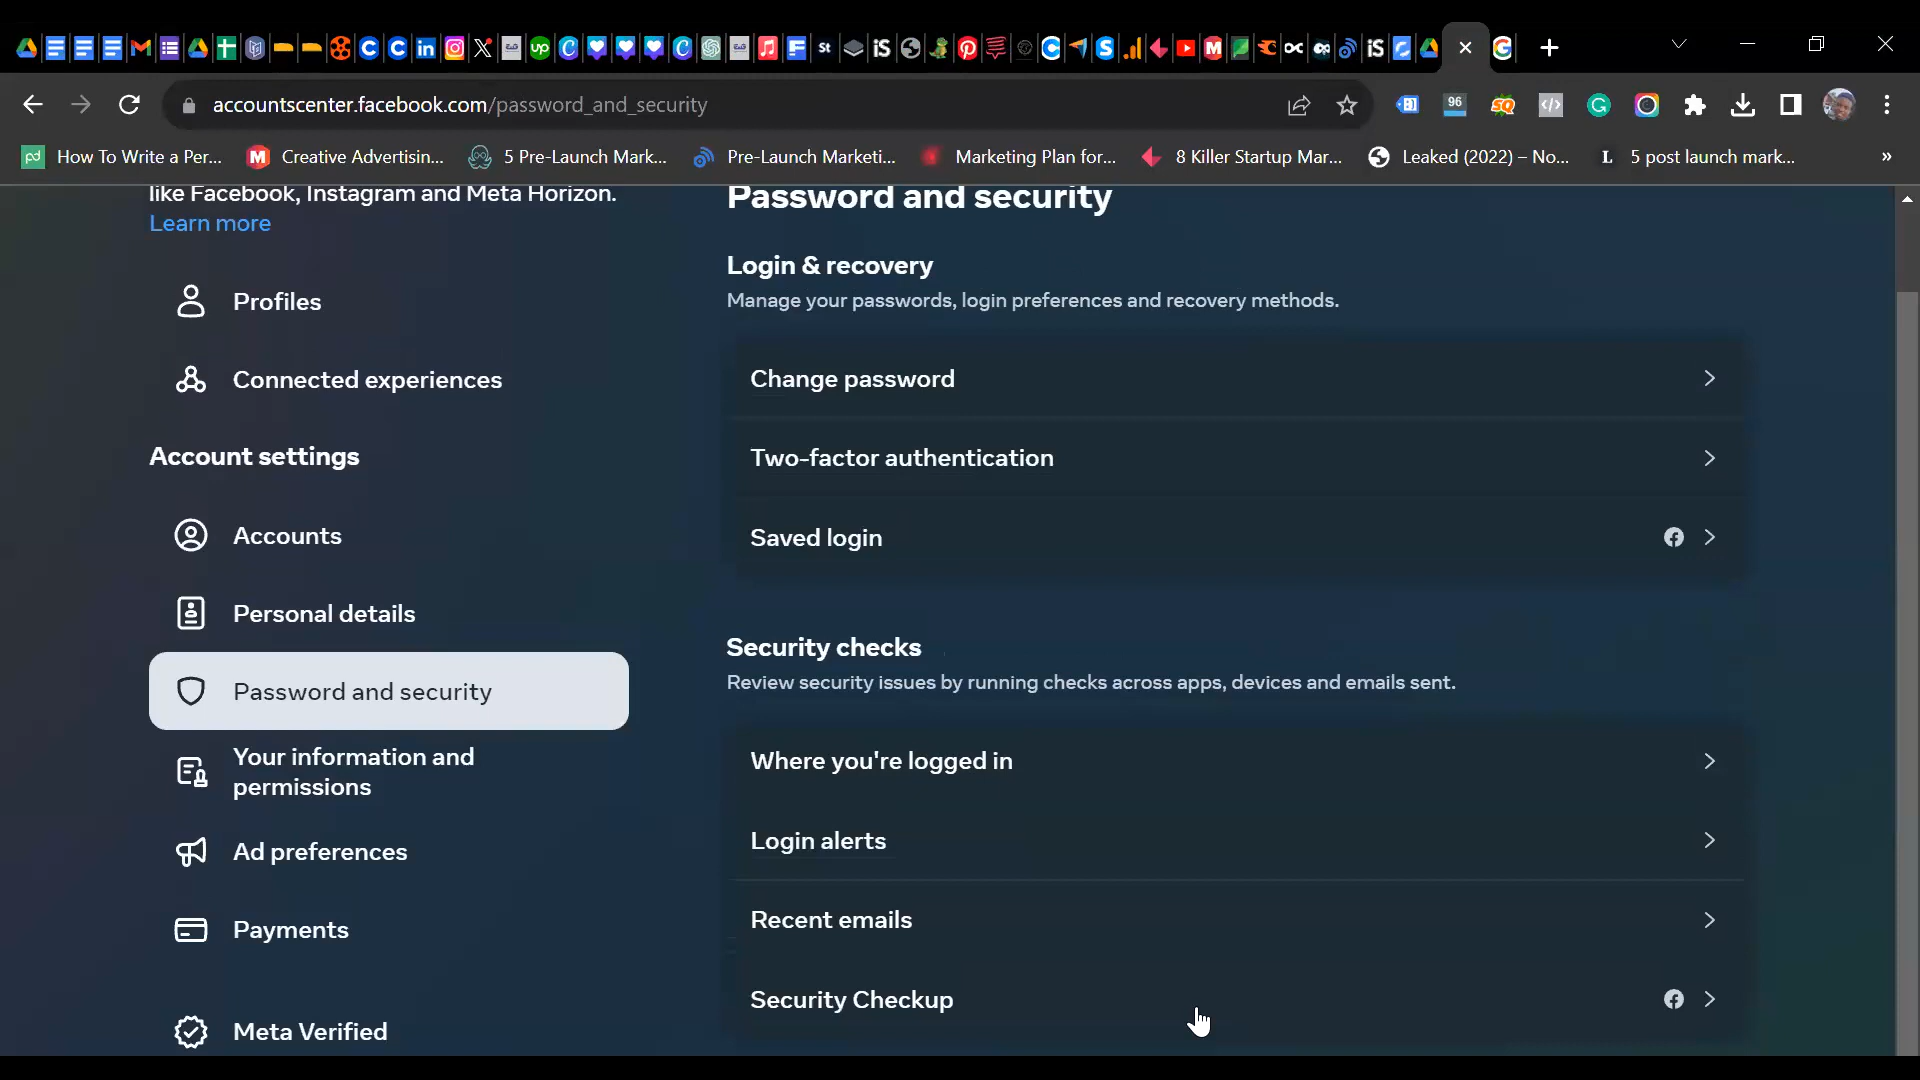 accountscenter.facebook.com/password_and_security
96
How To Write a Per...
Creative Advertisin...
5 Pre-Launch Mark...
Pre-Launch Marketi...
Marketing Plan for...
8 Killer Startup Mar...
Leaked (2022) – No...
5 post launch mark...
»
like Facebook, Instagram and Meta Horizon.
Learn more
Profiles
Connected experiences
Account settings
Accounts
Personal details
Password and security
Your information and
permissions
Ad preferences
Payments
Meta Verified
Password and security
Login & recovery
Manage your passwords, login preferences and recovery methods.
Change password
Two-factor authentication
Saved login
Security checks
Review security issues by running checks across apps, devices and emails sent.
Where you're logged in
Login alerts
Recent emails
Security Checkup